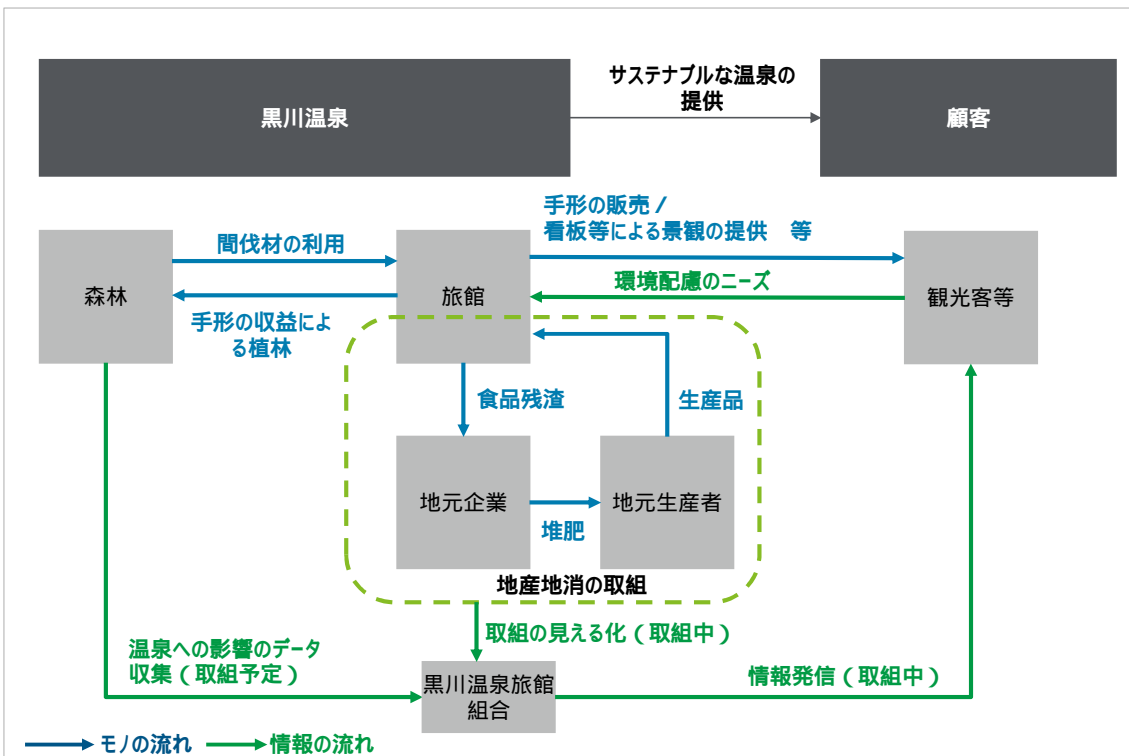 黒川温泉
サステナブルな温泉の
提供
顧客
手形の販売/
看板等による景観の提供 等
間伐材の利用
環境配慮のニーズ
森林
旅館
観光客等
手形の収益によ
る植林
食品残渣
生産品
地元企業
地元生産者
堆肥
地産地消の取組
取組の見える化(取組中)
温泉への影響のデータ
収集(取組予定)
黒川温泉旅館
組合
情報発信(取組中)
モノの流れ
情報の流れ